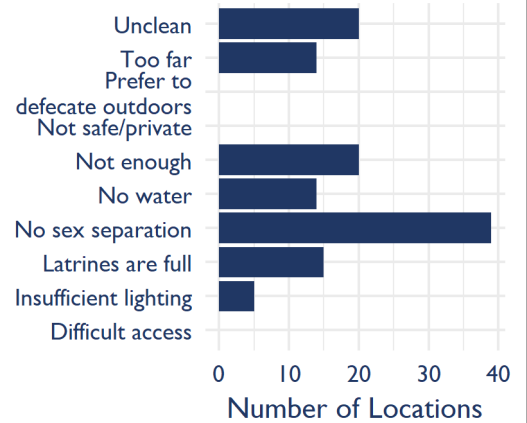 Unclean
Too far
Prefer to
defecate outdoors
Not safe/private
Not enough
No water
No sex separation
Latrines are full
Insufficient lighting
Difficult access
0 10 20 30 40
Number of Locations